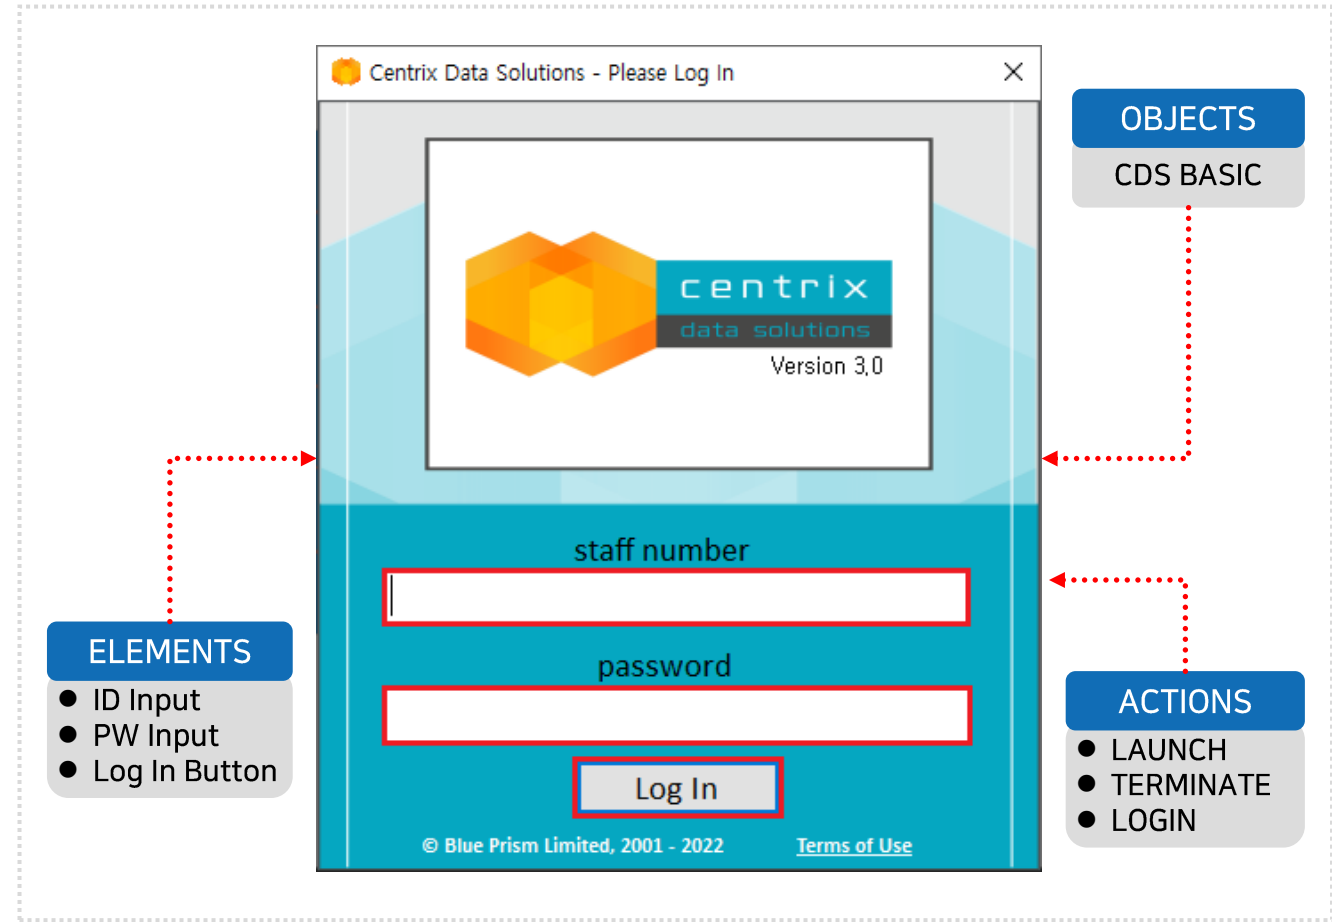 Centrix Data Solutions - Please Log In
OBJECTS
CDS BASIC
centrix
data solutions
Version 3,0
staff number
password
Log In
© Blue Prism Limited, 2001 - 2022 Terms of Use
ELEMENTS
● ID Input
● PW Input
● Log In Button
ACTIONS
● LAUNCH
● TERMINATE
● LOGIN